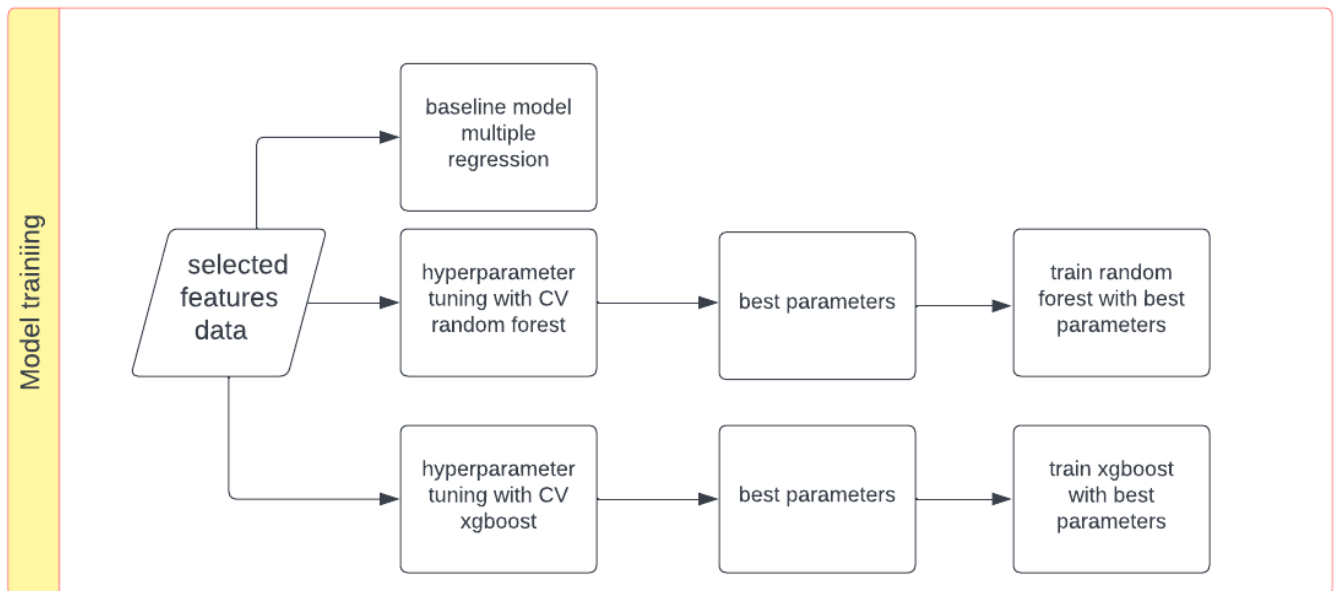 Model trainiing
baseline model
multiple
regression
selected
features
data
hyperparameter
tuning with CV
random forest
best parameters
train random
forest with best
parameters
hyperparameter
tuning with CV
xgboost
best parameters
train xgboost
with best
parameters